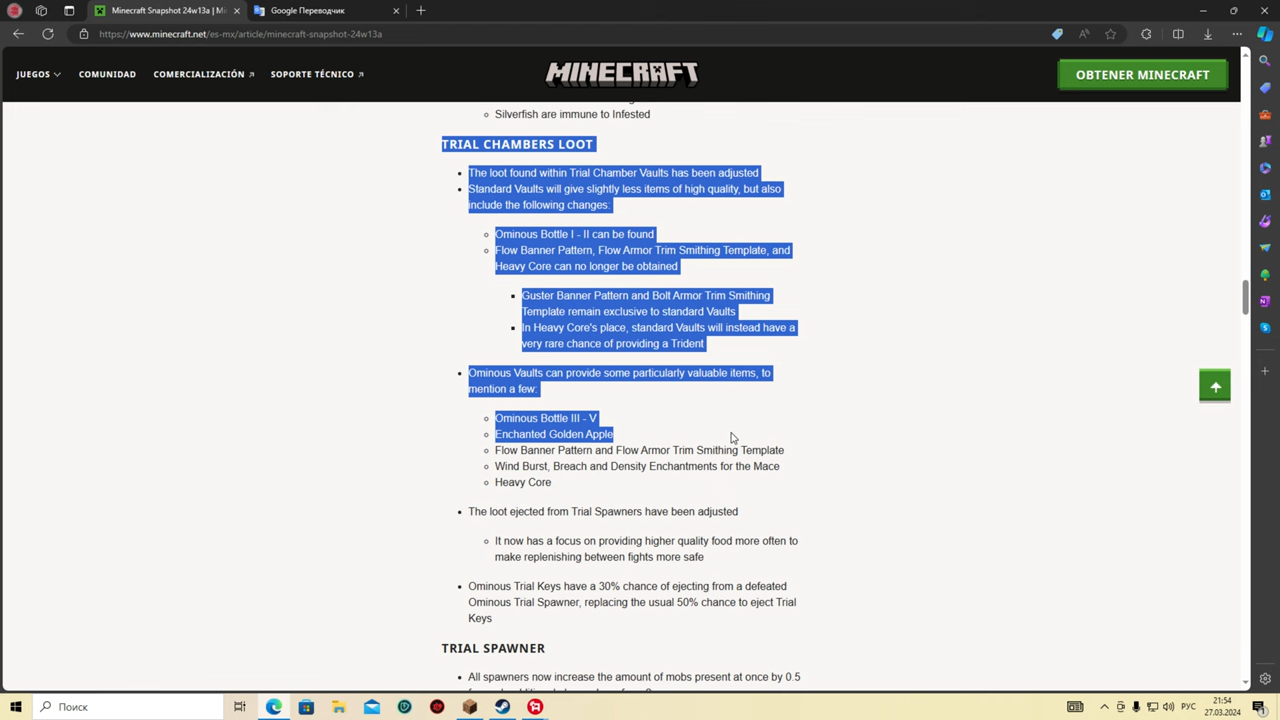 Minecraft Snapshot 24w13a | Mi
Google Переводчик
https://www.minecraft.net/es-mx/article/minecraft-snapshot-24w13a
JUEGOS
COMUNIDAD
COMERCIALIZACIÓN
SOPORTE TÉCNICO
MINECRAFT
OBTENER MINECRAFT
Silverfish are immune to Infested
TRIAL CHAMBERS LOOT
The loot found within Trial Chamber Vaults has been adjusted
Standard Vaults will give slightly less items of high quality, but also
include the following changes:
Ominous Bottle I - II can be found
Flow Banner Pattern, Flow Armor Trim Smithing Template, and
Heavy Core can no longer be obtained
Guster Banner Pattern and Bolt Armor Trim Smithing
Template remain exclusive to standard Vaults
In Heavy Core's place, standard Vaults will instead have a
very rare chance of providing a Trident
Ominous Vaults can provide some particularly valuable items, to
mention a few:
Ominous Bottle III - V
Enchanted Golden Apple
Flow Banner Pattern and Flow Armor Trim Smithing Template
Wind Burst, Breach and Density Enchantments for the Mace
Heavy Core
The loot ejected from Trial Spawners have been adjusted
It now has a focus on providing higher quality food more often to
make replenishing between fights more safe
Ominous Trial Keys have a 30% chance of ejecting from a defeated
Ominous Trial Spawner, replacing the usual 50% chance to eject Trial
Keys
TRIAL SPAWNER
All spawners now increase the amount of mobs present at once by 0.5
Поиск
РУС
21:54
27.03.2024